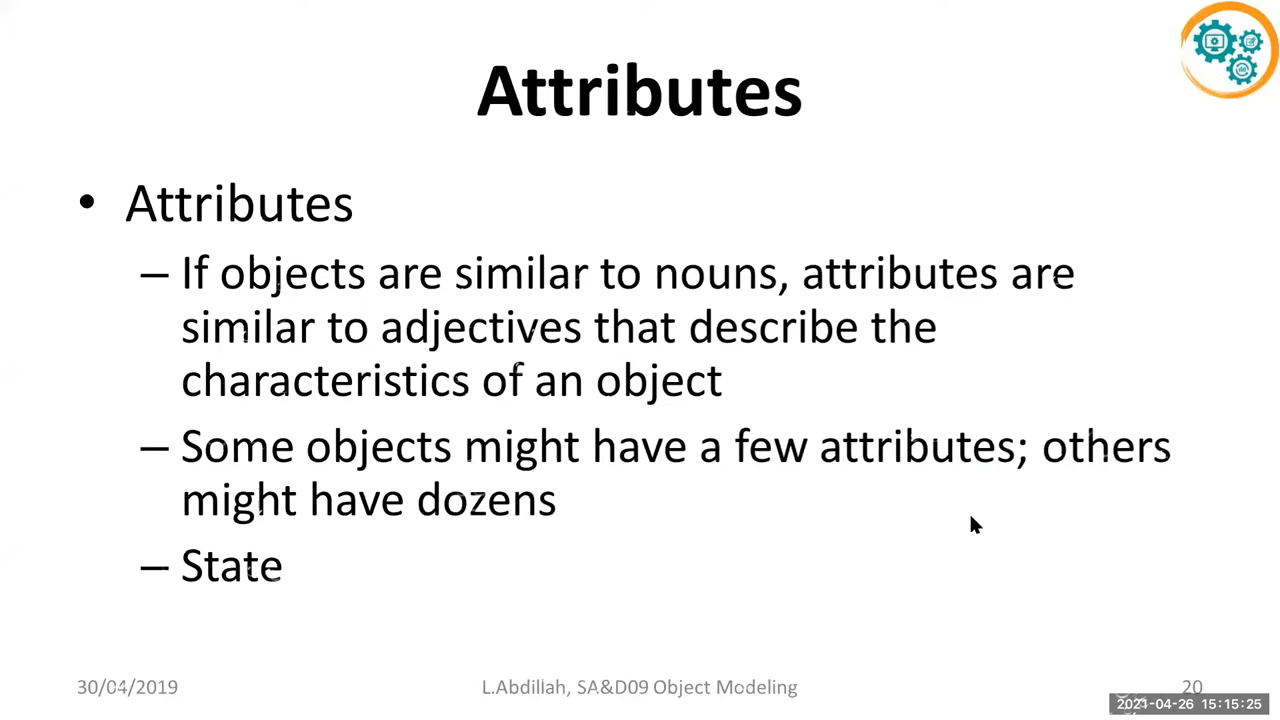 Attributes
• Attributes
– If objects are similar to nouns, attributes are
similar to adjectives that describe the
characteristics of an object
– Some objects might have a few attributes; others
might have dozens
– State
30/04/2019
L.Abdillah, SA&D09 Object Modeling
20
2021-04-26 15:15:25